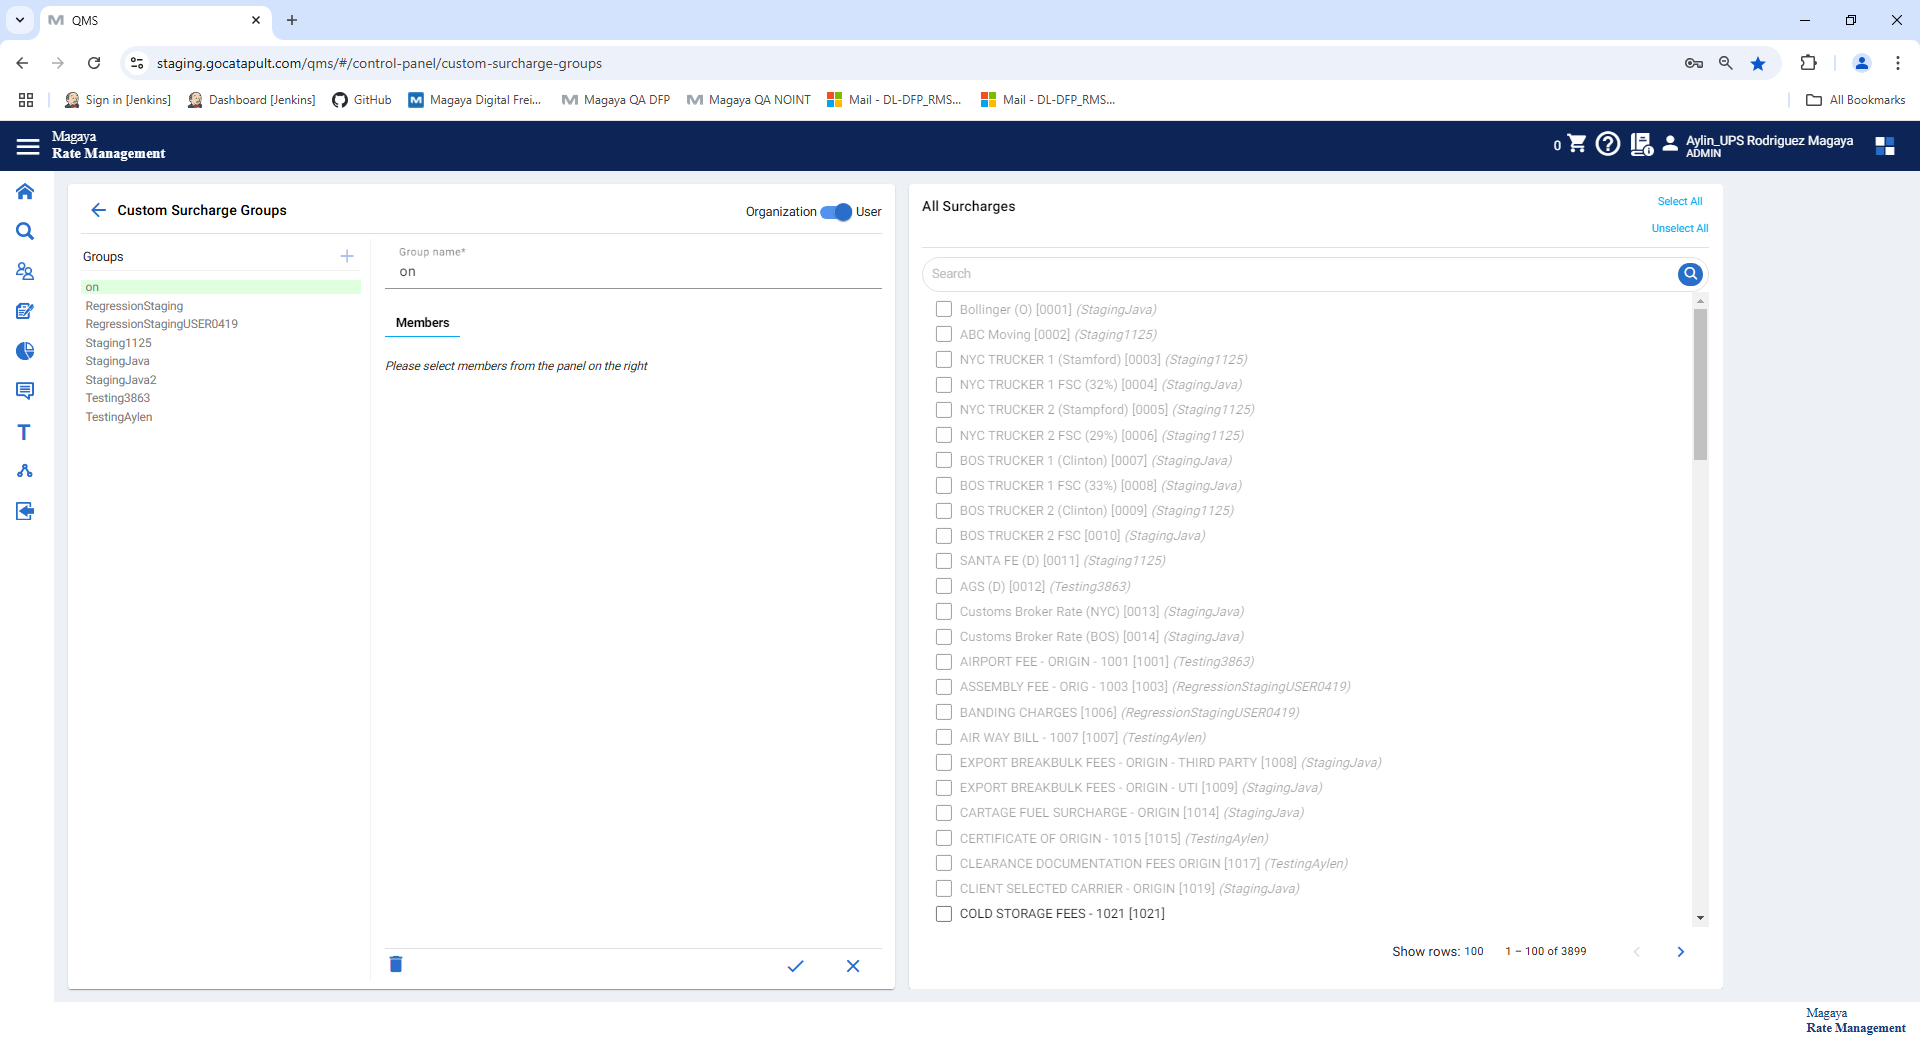 QMS
staging.gocatapult.com/qms/#/control-panel/custom-surcharge-groups
Sign in [Jenkins]
Dashboard [Jenkins]
GitHub
Magaya Digital Frei...
Magaya QA DFP
Magaya QA NOINT
Mail - DL-DFP_RMS...
Mail - DL-DFP_RMS...
All Bookmarks
Magaya
Rate Management
0
Aylin_UPS Rodriguez Magaya
ADMIN
Custom Surcharge Groups
Organization
User
Groups
on
RegressionStaging
RegressionStagingUSER0419
Staging1125
StagingJava
StagingJava2
Testing3863
TestingAylen
Group name*
on
Members
Please select members from the panel on the right
All Surcharges
Select All
Unselect All
Search
Bollinger (O) [0001] (StagingJava)
ABC Moving [0002] (Staging1125)
NYC TRUCKER 1 (Stamford) [0003] (Staging1125)
NYC TRUCKER 1 FSC (32%) [0004] (StagingJava)
NYC TRUCKER 2 (Stampford) [0005] (Staging1125)
NYC TRUCKER 2 FSC (29%) [0006] (Staging1125)
BOS TRUCKER 1 (Clinton) [0007] (StagingJava)
BOS TRUCKER 1 FSC (33%) [0008] (StagingJava)
BOS TRUCKER 2 (Clinton) [0009] (Staging1125)
BOS TRUCKER 2 FSC [0010] (StagingJava)
SANTA FE (D) [0011] (Staging1125)
AGS (D) [0012] (Testing3863)
Customs Broker Rate (NYC) [0013] (StagingJava)
Customs Broker Rate (BOS) [0014] (StagingJava)
AIRPORT FEE - ORIGIN - 1001 [1001] (Testing3863)
ASSEMBLY FEE - ORIG - 1003 [1003] (RegressionStagingUSER0419)
BANDING CHARGES [1006] (RegressionStagingUSER0419)
AIR WAY BILL - 1007 [1007] (TestingAylen)
EXPORT BREAKBULK FEES - ORIGIN - THIRD PARTY [1008] (StagingJava)
EXPORT BREAKBULK FEES - ORIGIN - UTI [1009] (StagingJava)
CARTAGE FUEL SURCHARGE - ORIGIN [1014] (StagingJava)
CERTIFICATE OF ORIGIN - 1015 [1015] (TestingAylen)
CLEARANCE DOCUMENTATION FEES ORIGIN [1017] (TestingAylen)
CLIENT SELECTED CARRIER - ORIGIN [1019] (StagingJava)
COLD STORAGE FEES - 1021 [1021]
Show rows: 100
1 – 100 of 3899
Magaya
Rate Management